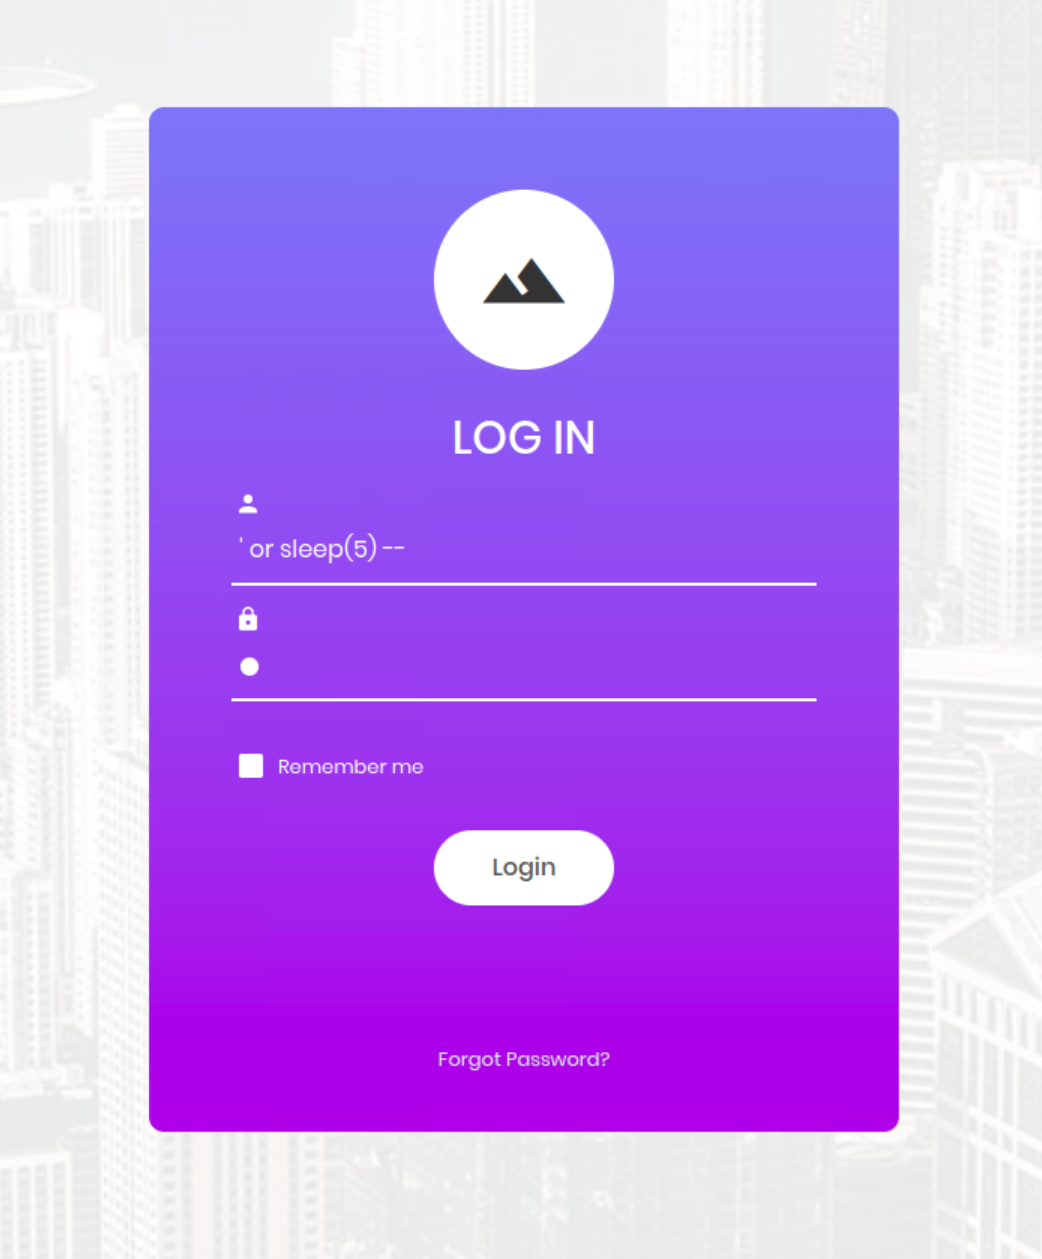 LOG IN
' or sleep(5) --
Remember me
Login
Forgot Password?